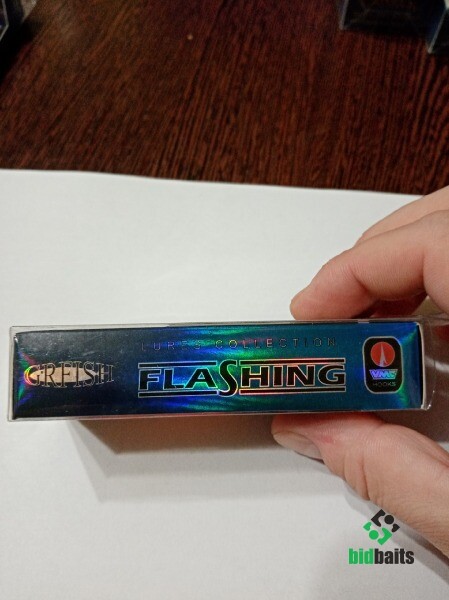 LURES COLLECTION
GRFISH
FLASHING
VMC
HOOKS
bidbaits